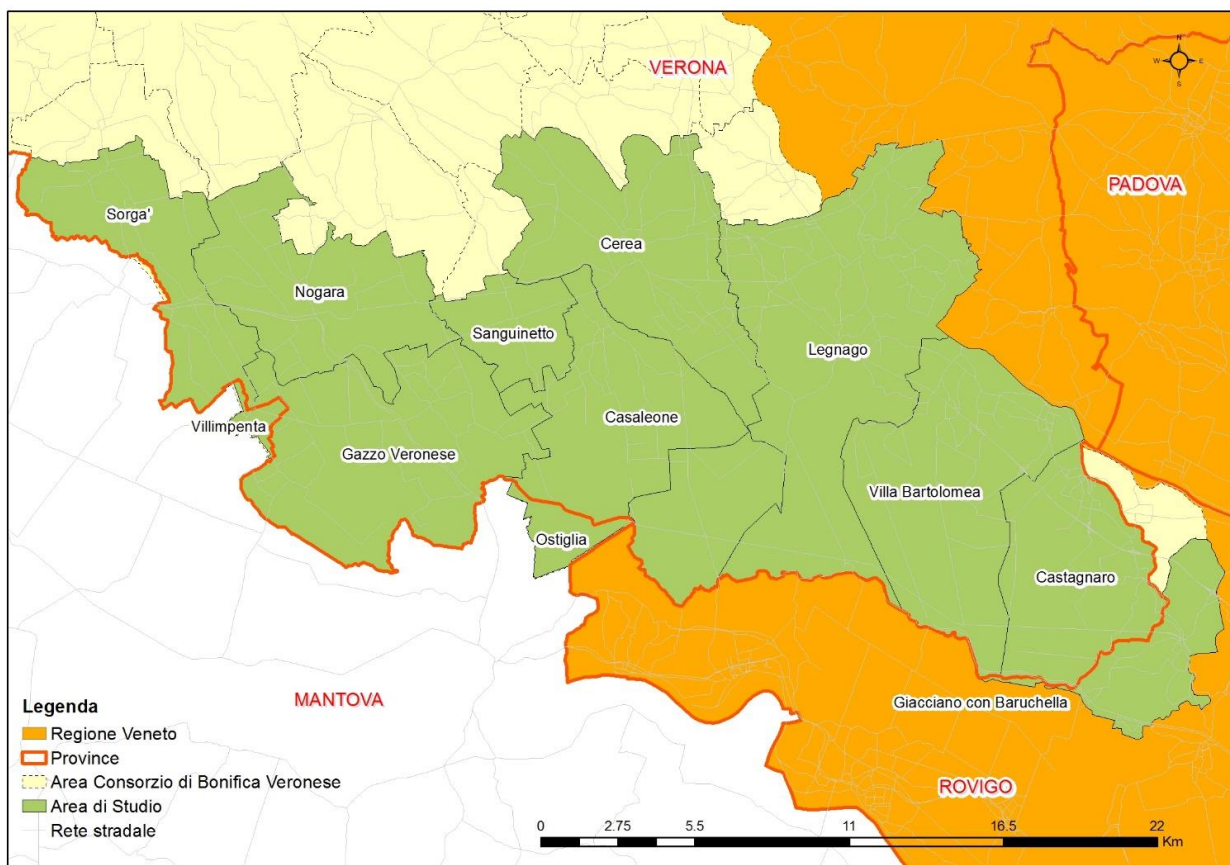 VERONA
N
W E
S
PADOVA
Sorga'
Cerea
Nogara
Sanguinetto
Legnago
Casaleone
Villimpenta
Gazzo Veronese
Villa Bartolomea
Ostiglia
Castagnaro
MANTOVA
Giacciano con Baruchella
ROVIGO
Legenda
Regione Veneto
Province
Area Consorzio di Bonifica Veronese
Area di Studio
Rete stradale
0 2.75 5.5 11 16.5 22
Km